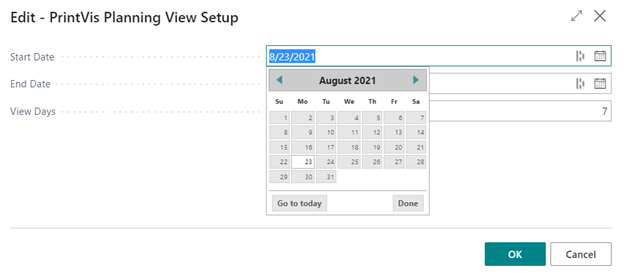 Edit - PrintVis Planning View Setup
Start Date 8/23/2021
End Date
View Days 7
August 2021
Su Mo Tu We Th Fr Sa
1 2 3 4 5 6 7
8 9 10 11 12 13 14
15 16 17 18 19 20 21
22 23 24 25 26 27 28
29 30 31
Go to today Done
OK Cancel